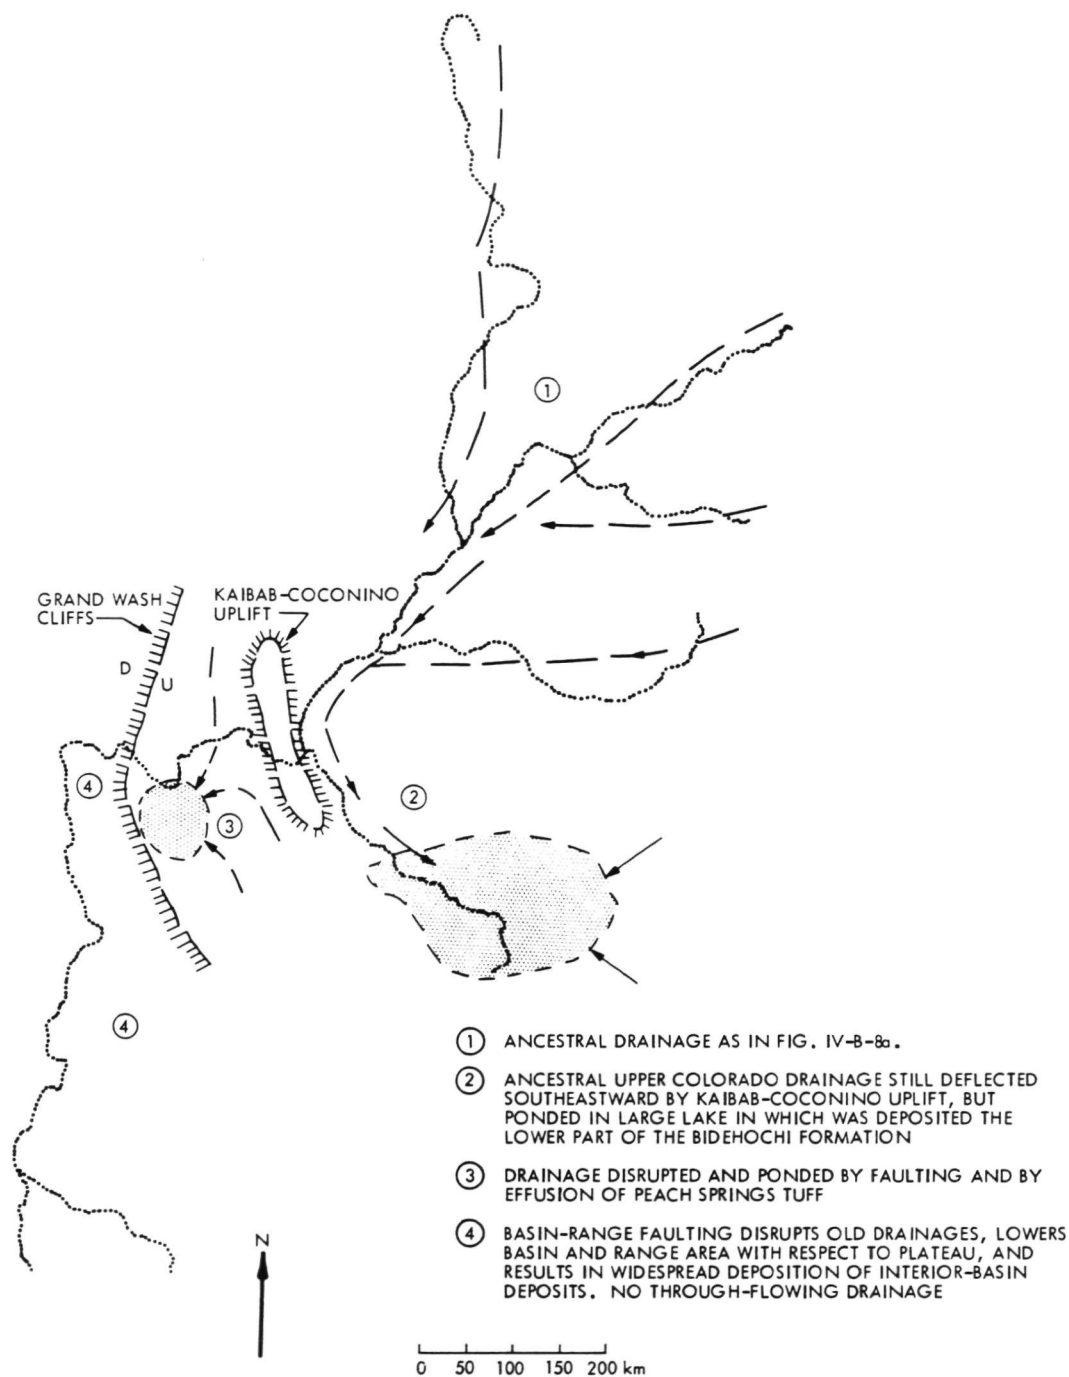 ①
GRAND WASH
CLIFFS
KAIBAB-COCONINO
UPLIFT
D
U
④
③
②
④
① ANCESTRAL DRAINAGE AS IN FIG. IV-B-8a.
② ANCESTRAL UPPER COLORADO DRAINAGE STILL DEFLECTED
SOUTHEASTWARD BY KAIBAB-COCONINO UPLIFT, BUT
PONDED IN LARGE LAKE IN WHICH WAS DEPOSITED THE
LOWER PART OF THE BIDEHOCHI FORMATION
③ DRAINAGE DISRUPTED AND PONDED BY FAULTING AND BY
EFFUSION OF PEACH SPRINGS TUFF
④ BASIN-RANGE FAULTING DISRUPTS OLD DRAINAGES, LOWERS
BASIN AND RANGE AREA WITH RESPECT TO PLATEAU, AND
RESULTS IN WIDESPREAD DEPOSITION OF INTERIOR-BASIN
DEPOSITS. NO THROUGH-FLOWING DRAINAGE
N
0 50 100 150 200 km